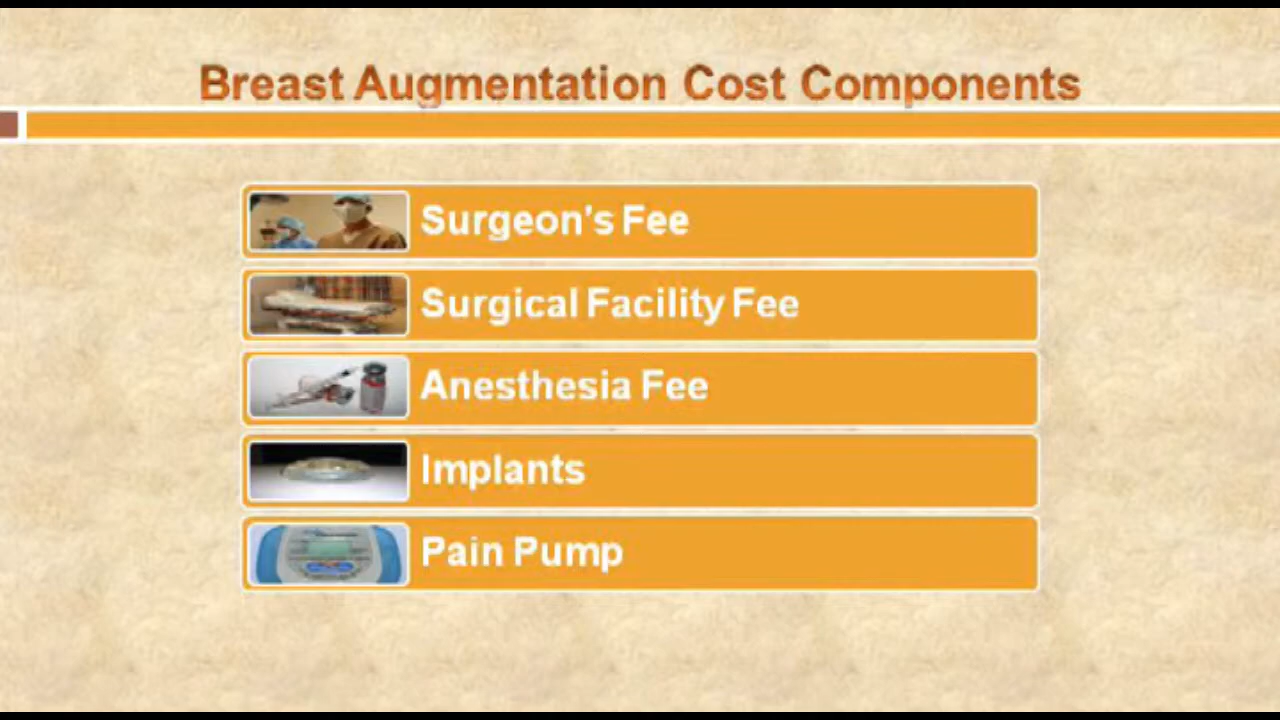 Breast Augmentation Cost Components
Surgeon's Fee
Surgical Facility Fee
Anesthesia Fee
Implants
Pain Pump